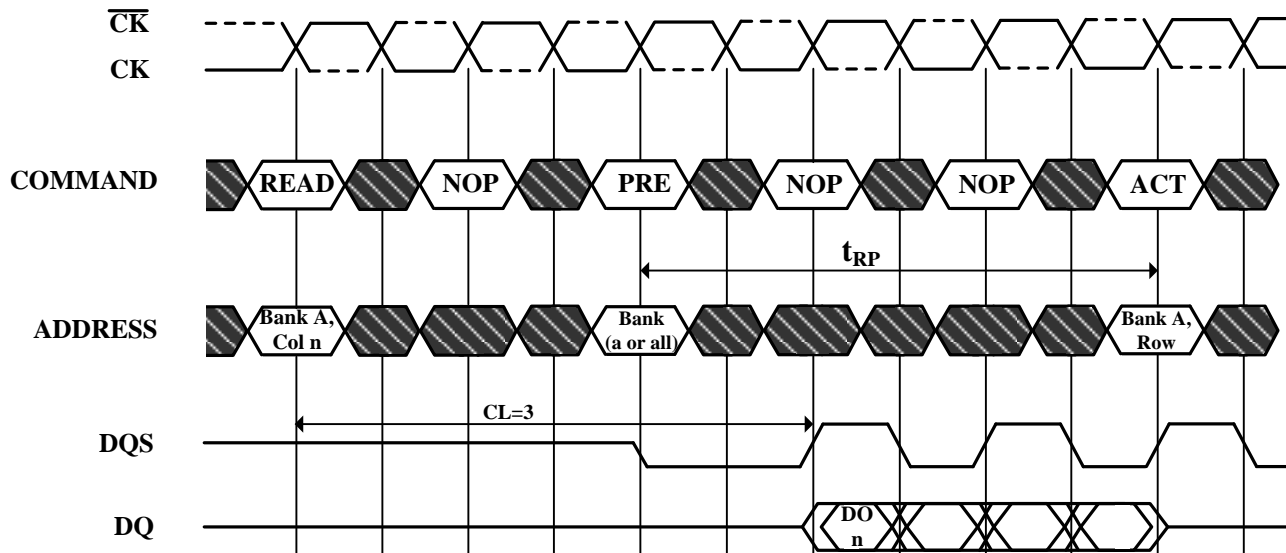 CK
CK
COMMAND
READ
NOP
PRE
NOP
NOP
ACT
tRP
ADDRESS
Bank A,
Col n
Bank
(a or all)
Bank A,
Row
CL=3
DQS
DQ
DO
n